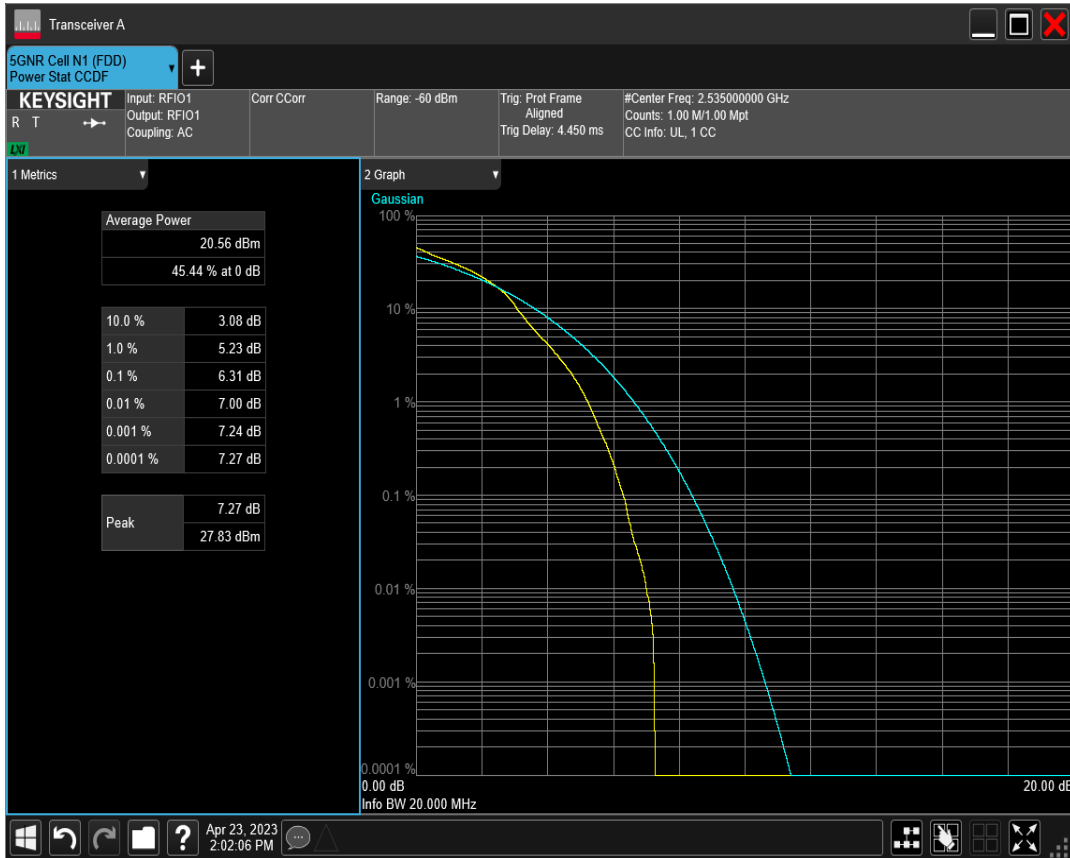 Transceiver A
5GNR Cell N1 (FDD)
Power Stat CCDF
+
KEYSIGHT
R T
LXI
Input: RFIO1
Output: RFIO1
Coupling: AC
Corr CCorr
Range: -60 dBm
Trig: Prot Frame
Aligned
Trig Delay: 4.450 ms
#Center Freq: 2.535000000 GHz
Counts: 1.00 M/1.00 Mpt
CC Info: UL, 1 CC
1 Metrics
Average Power
20.56 dBm
45.44 % at 0 dB
10.0 % 3.08 dB
1.0 % 5.23 dB
0.1 % 6.31 dB
0.01 % 7.00 dB
0.001 % 7.24 dB
0.0001 % 7.27 dB
Peak 7.27 dB
27.83 dBm
2 Graph
Gaussian
100 %
10 %
1 %
0.1 %
0.01 %
0.001 %
0.0001 %
0.00 dB 20.00 dB
Info BW 20.000 MHz
?
Apr 23, 2023
2:02:06 PM